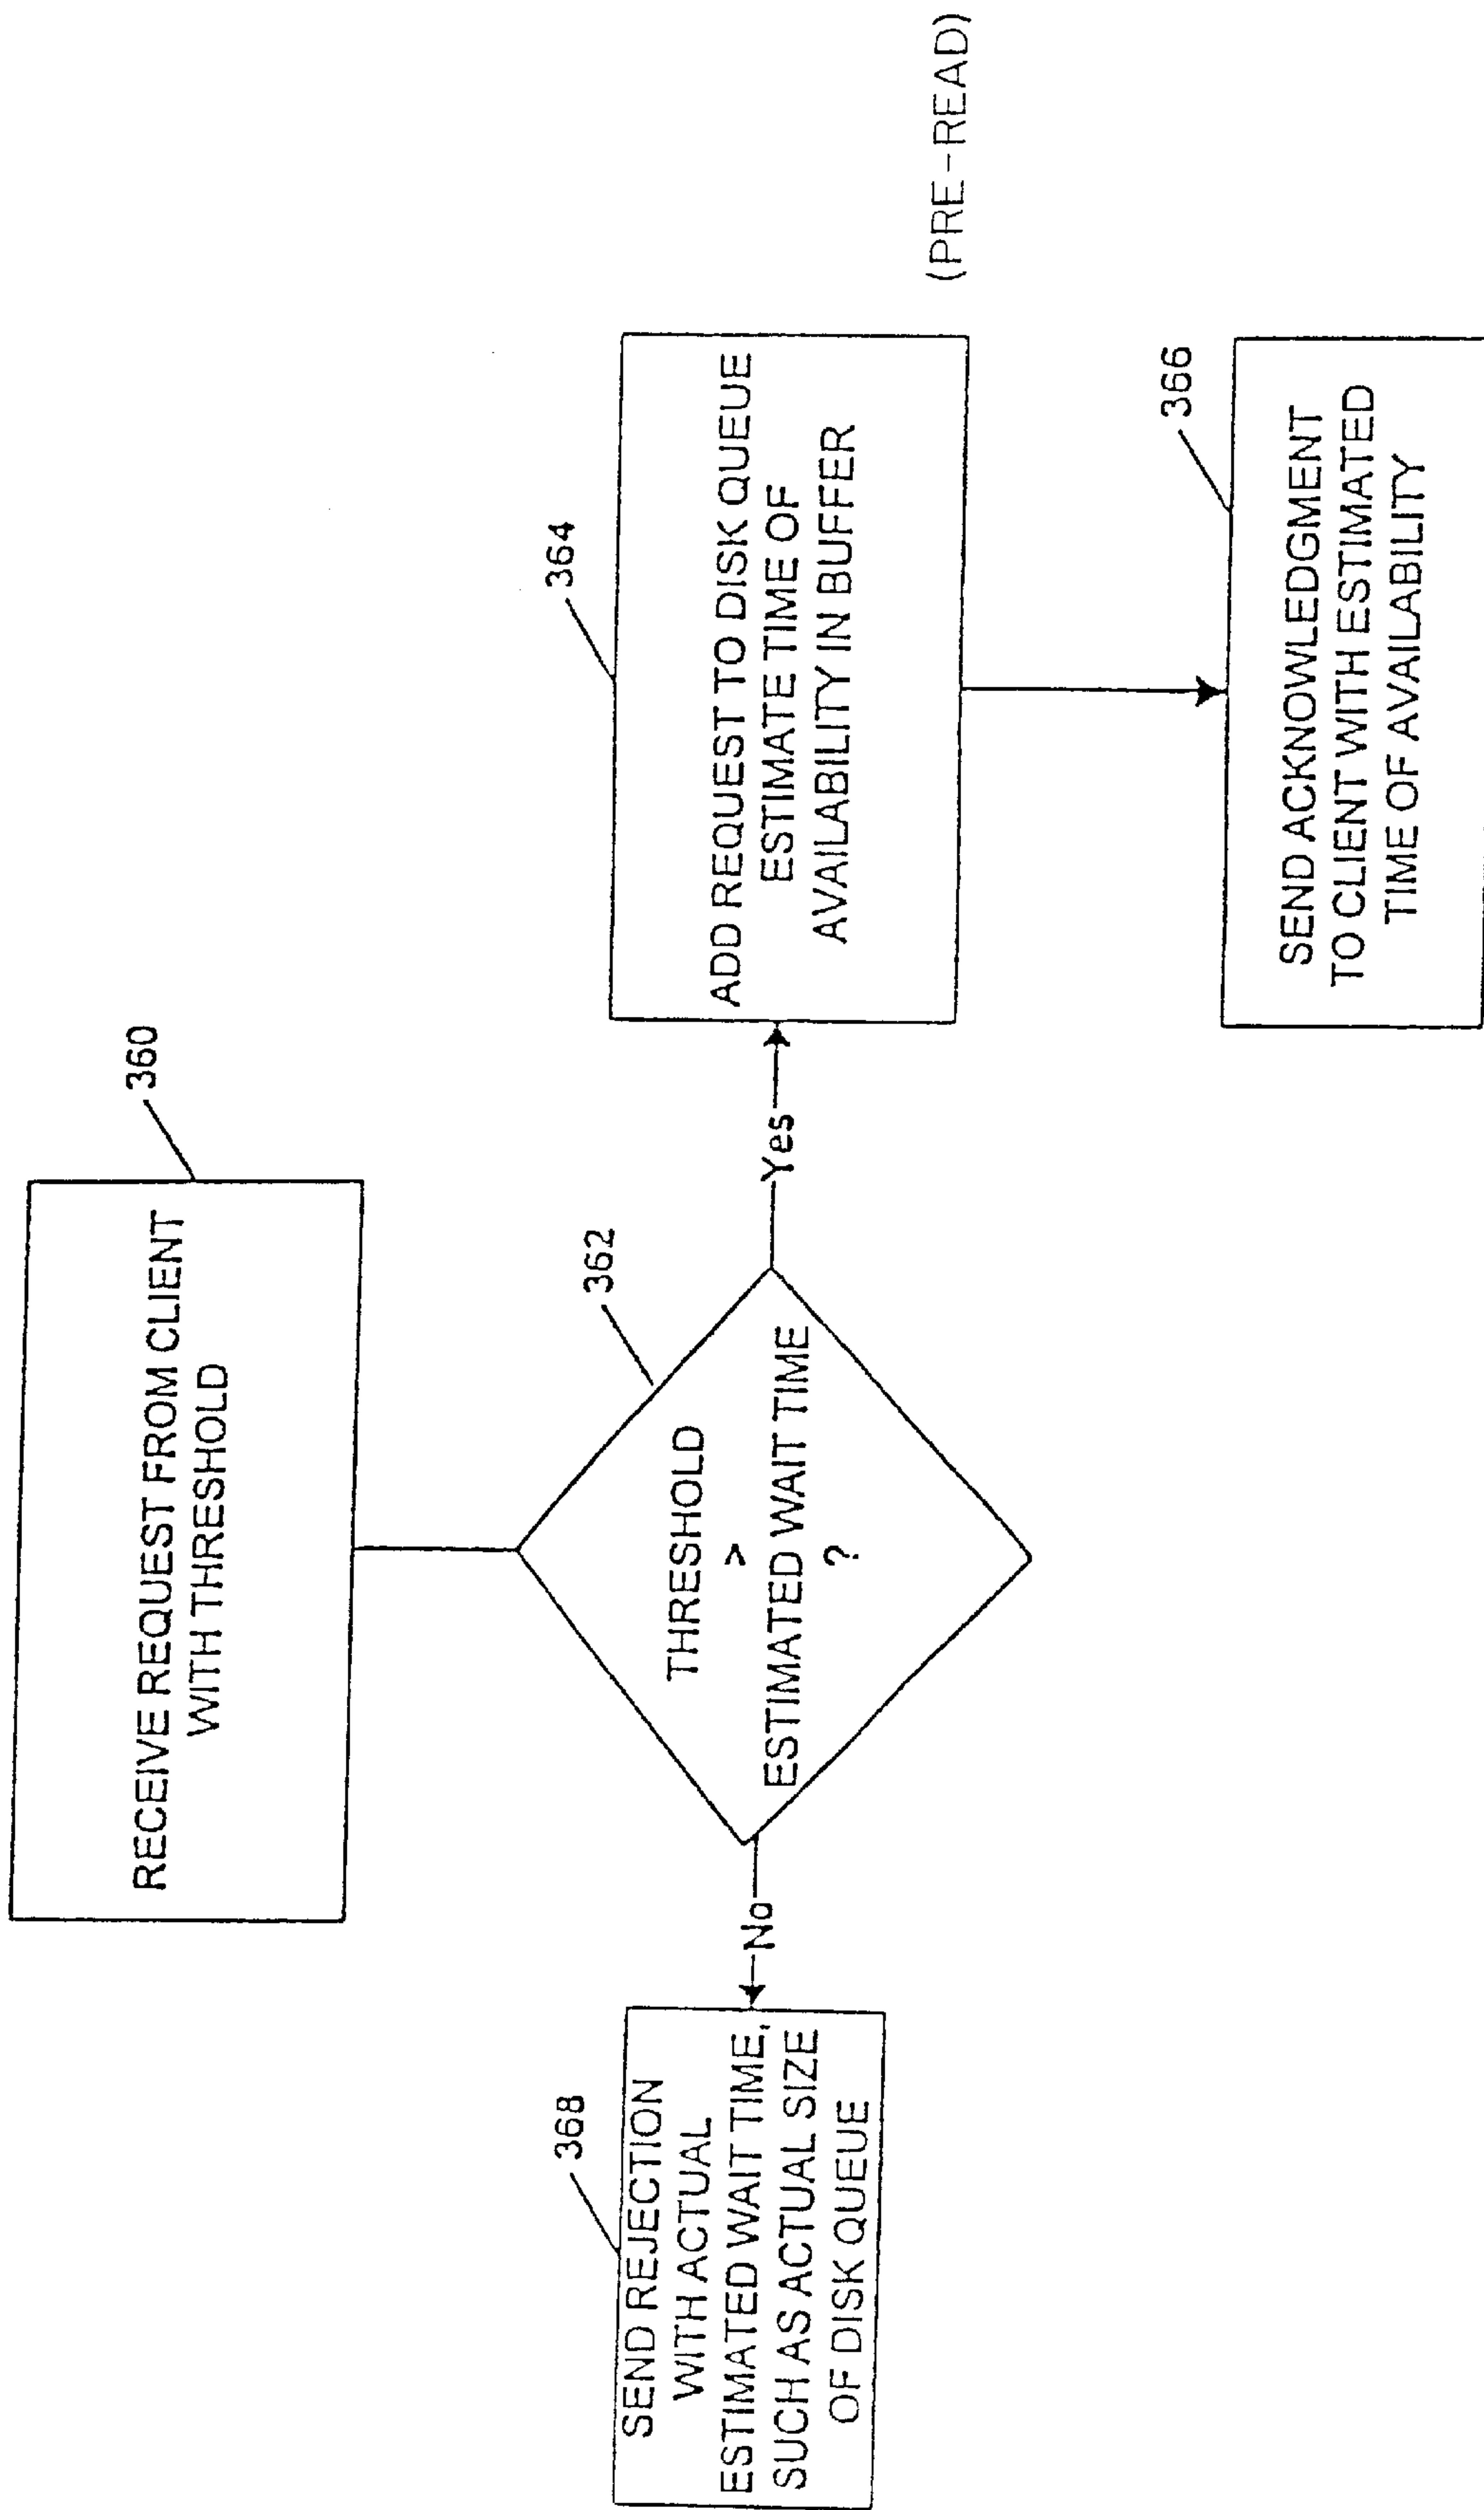 360
RECEIVE REQUEST FROM CLIENT
WITH THRESHOLD
362
THRESHOLD
>
ESTIMATED WAIT TIME
?
No
Yes
368
SEND REJECTION
WITH ACTUAL
ESTIMATED WAIT TIME,
SUCH AS ACTUAL SIZE
OF DISK QUEUE
364
ADD REQUEST TO DISK QUEUE
ESTIMATE TIME OF
AVAILABILITY IN BUFFER
(PRE-READ)
366
SEND ACKNOWLEDGMENT
TO CLIENT WITH ESTIMATED
TIME OF AVAILABILITY